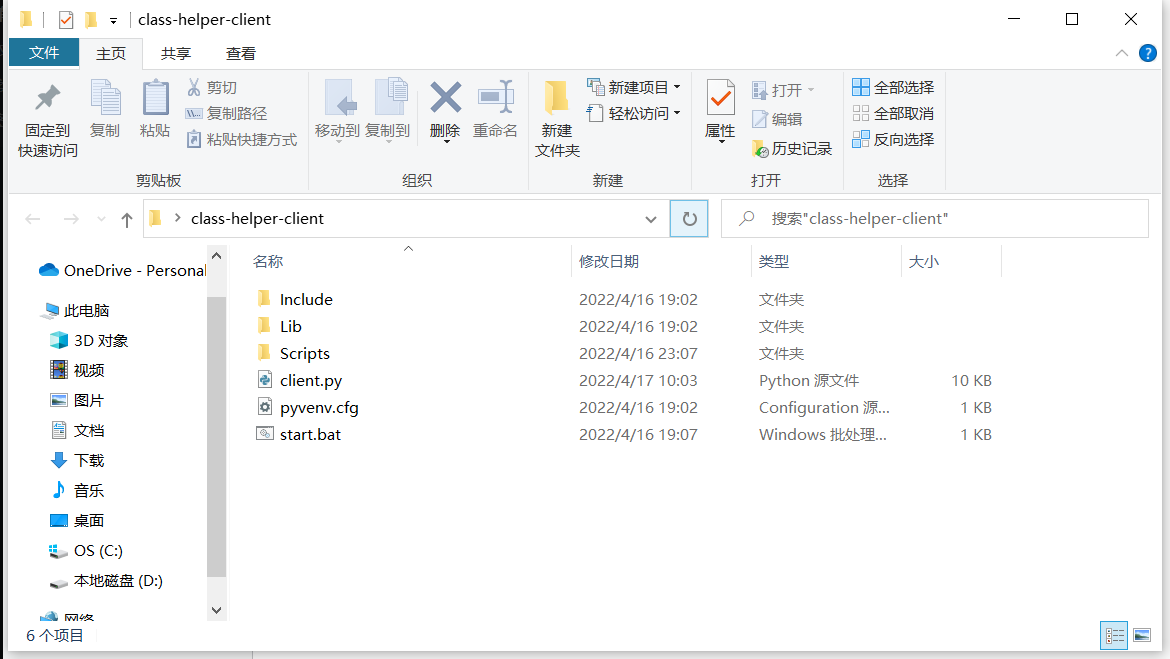 class-helper-client
文件 主页 共享 查看
固定到
快速访问
复制
粘贴
剪切
复制路径
粘贴快捷方式
剪贴板
移动到
复制到
删除
重命名
组织
新建
文件夹
新建项目
轻松访问
新建
属性
打开
编辑
历史记录
打开
全部选择
全部取消
反向选择
选择
class-helper-client
搜索"class-helper-client"
OneDrive - Personal
此电脑
3D 对象
视频
图片
文档
下载
音乐
桌面
OS (C:)
本地磁盘 (D:)
网络
名称 修改日期 类型 大小
Include 2022/4/16 19:02 文件夹
Lib 2022/4/16 19:02 文件夹
Scripts 2022/4/16 23:07 文件夹
client.py 2022/4/17 10:03 Python 源文件 10 KB
pyvenv.cfg 2022/4/16 19:02 Configuration 源... 1 KB
start.bat 2022/4/16 19:07 Windows 批处理... 1 KB
6 个项目